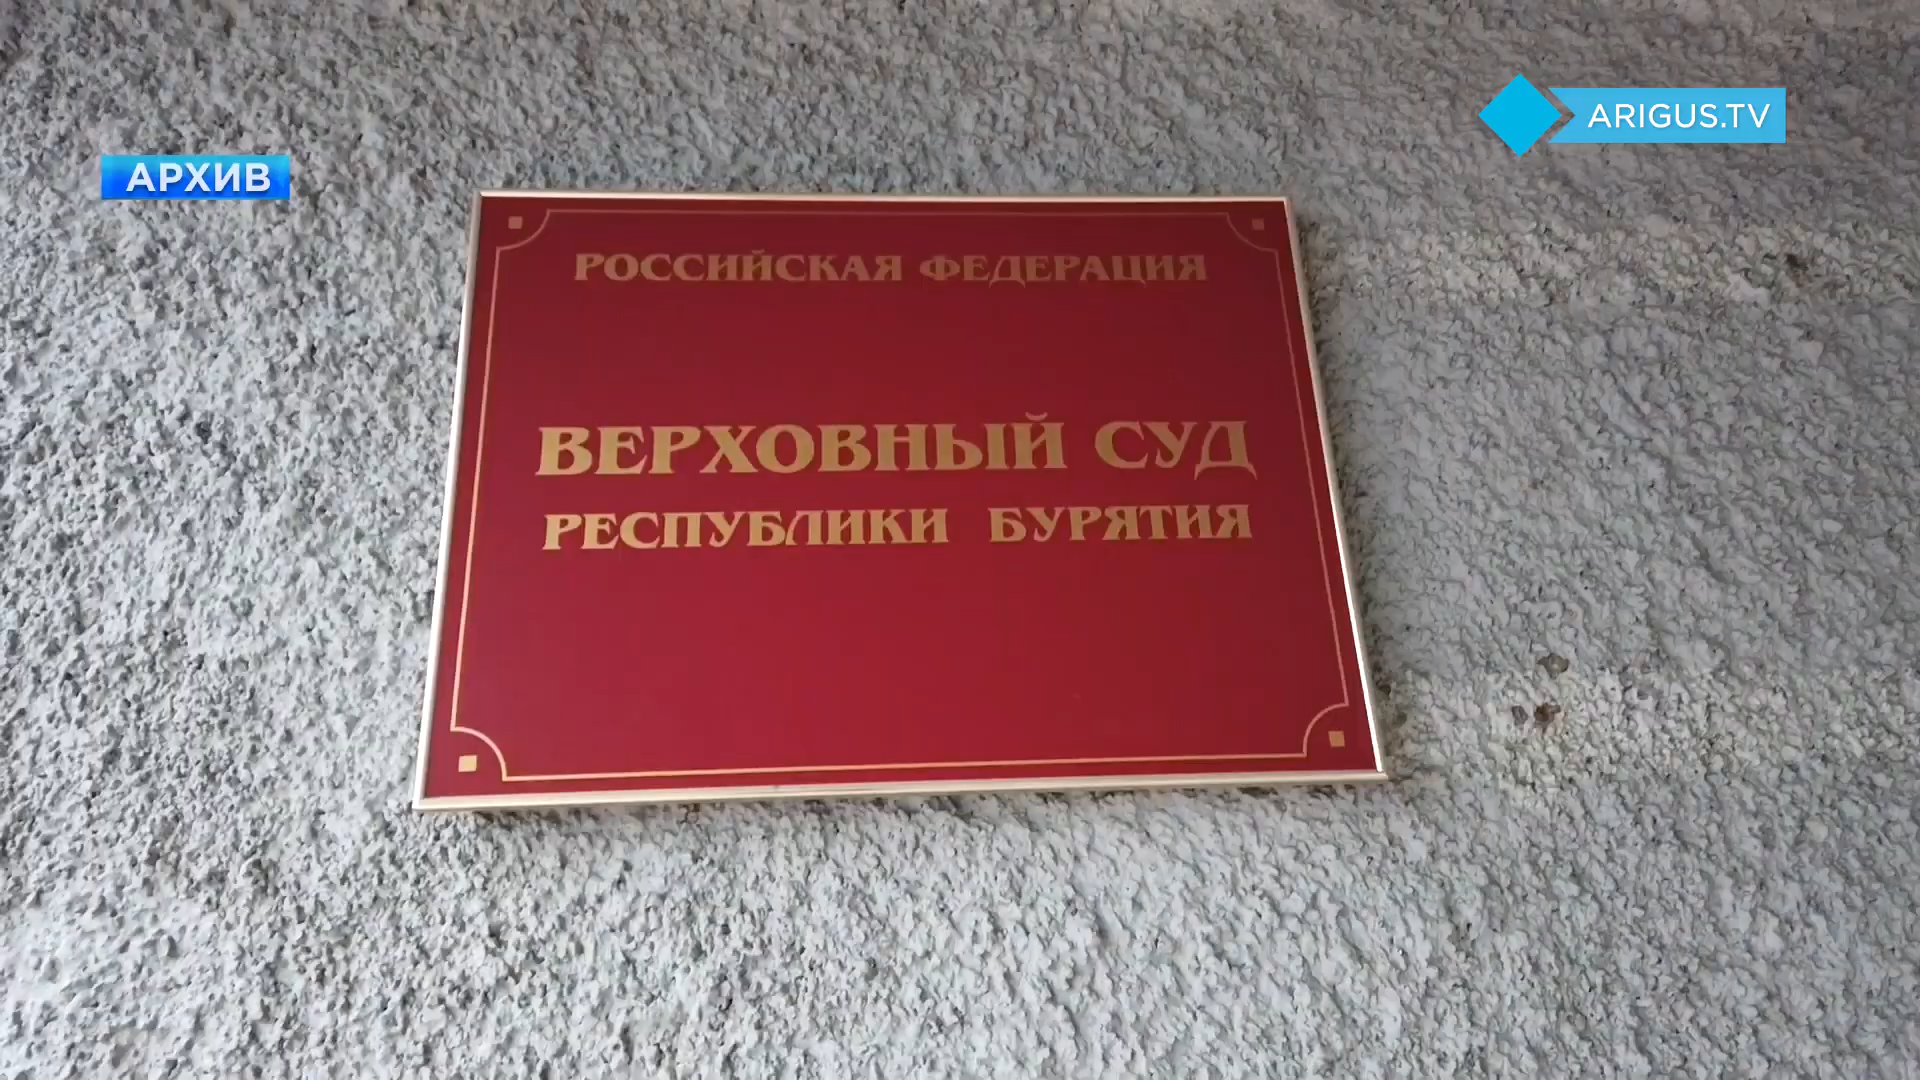 ARIGUS.TV
АРХИВ
РОССИЙСКАЯ ФЕДЕРАЦИЯ
ВЕРХОВНЫЙ СУД
РЕСПУБЛИКИ БУРЯТИЯ